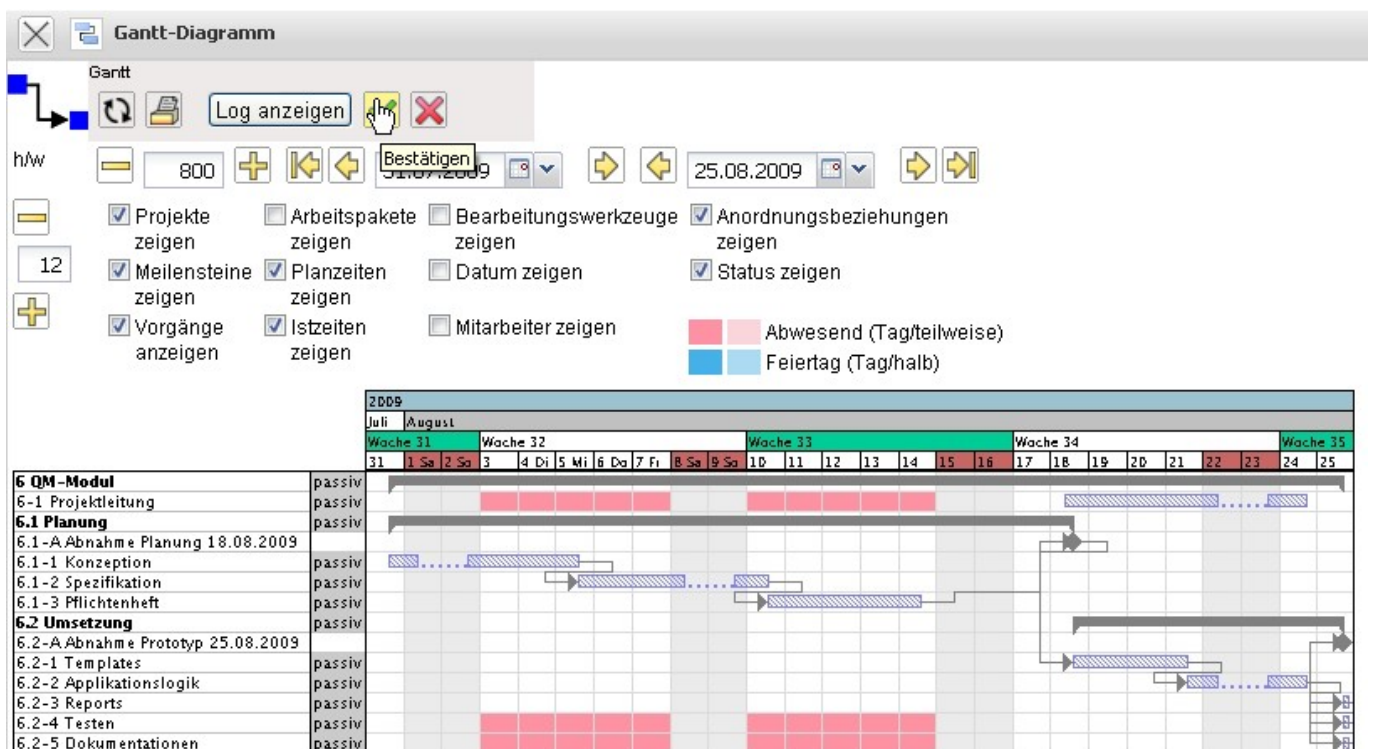 Gantt-Diagramm
Gantt
Log anzeigen
Bestätigen
h/w
800
31.07.2009
25.08.2009
12
Projekte zeigen
Arbeitspakete zeigen
Bearbeitungswerkzeuge zeigen
Anordnungsbeziehungen zeigen
Meilensteine zeigen
Planzeiten zeigen
Datum zeigen
Status zeigen
Vorgänge anzeigen
Istzeiten zeigen
Mitarbeiter zeigen
Abwesend (Tag/teilweise)
Feiertag (Tag/halb)
2009
Juli August
Woche 31 Woche 32 Woche 33 Woche 34 Woche 35
31 1 Sa 2 So 3 4 Di 5 Mi 6 Do 7 Fr 8 Sa 9 So 10 11 12 13 14 15 16 17 18 19 20 21 22 23 24 25
6 QM-Modul passiv
6-1 Projektleitung passiv
6.1 Planung passiv
6.1-A Abnahme Planung 18.08.2009
6.1-1 Konzeption passiv
6.1-2 Spezifikation passiv
6.1-3 Pflichtenheft passiv
6.2 Umsetzung passiv
6.2-A Abnahme Prototyp 25.08.2009
6.2-1 Templates passiv
6.2-2 Applikationslogik passiv
6.2-3 Reports passiv
6.2-4 Testen passiv
6.2-5 Dokumentationen passiv